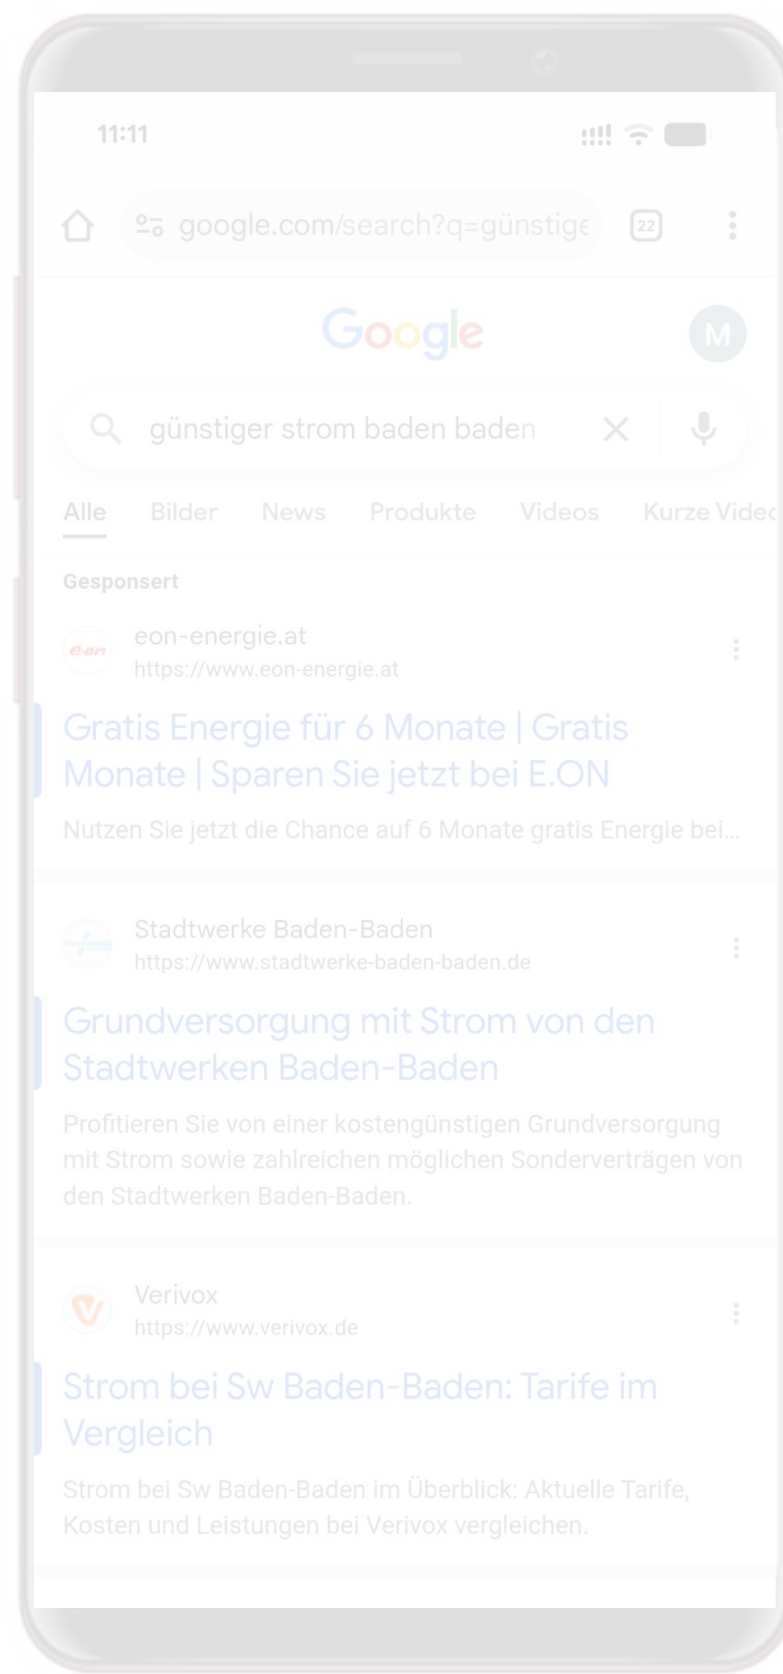 11:11
google.com/search?q=günstige
22
Google
M
günstiger strom baden baden
Alle Bilder News Produkte Videos Kurze Videc
Gesponsert
e·on
eon-energie.at
https://www.eon-energie.at
Gratis Energie für 6 Monate | Gratis
Monate | Sparen Sie jetzt bei E.ON
Nutzen Sie jetzt die Chance auf 6 Monate gratis Energie bei...
Stadtwerke Baden-Baden
https://www.stadtwerke-baden-baden.de
Grundversorgung mit Strom von den
Stadtwerken Baden-Baden
Profitieren Sie von einer kostengünstigen Grundversorgung
mit Strom sowie zahlreichen möglichen Sonderverträgen von
den Stadtwerken Baden-Baden.
Verivox
https://www.verivox.de
Strom bei Sw Baden-Baden: Tarife im
Vergleich
Strom bei Sw Baden-Baden im Überblick: Aktuelle Tarife,
Kosten und Leistungen bei Verivox vergleichen.